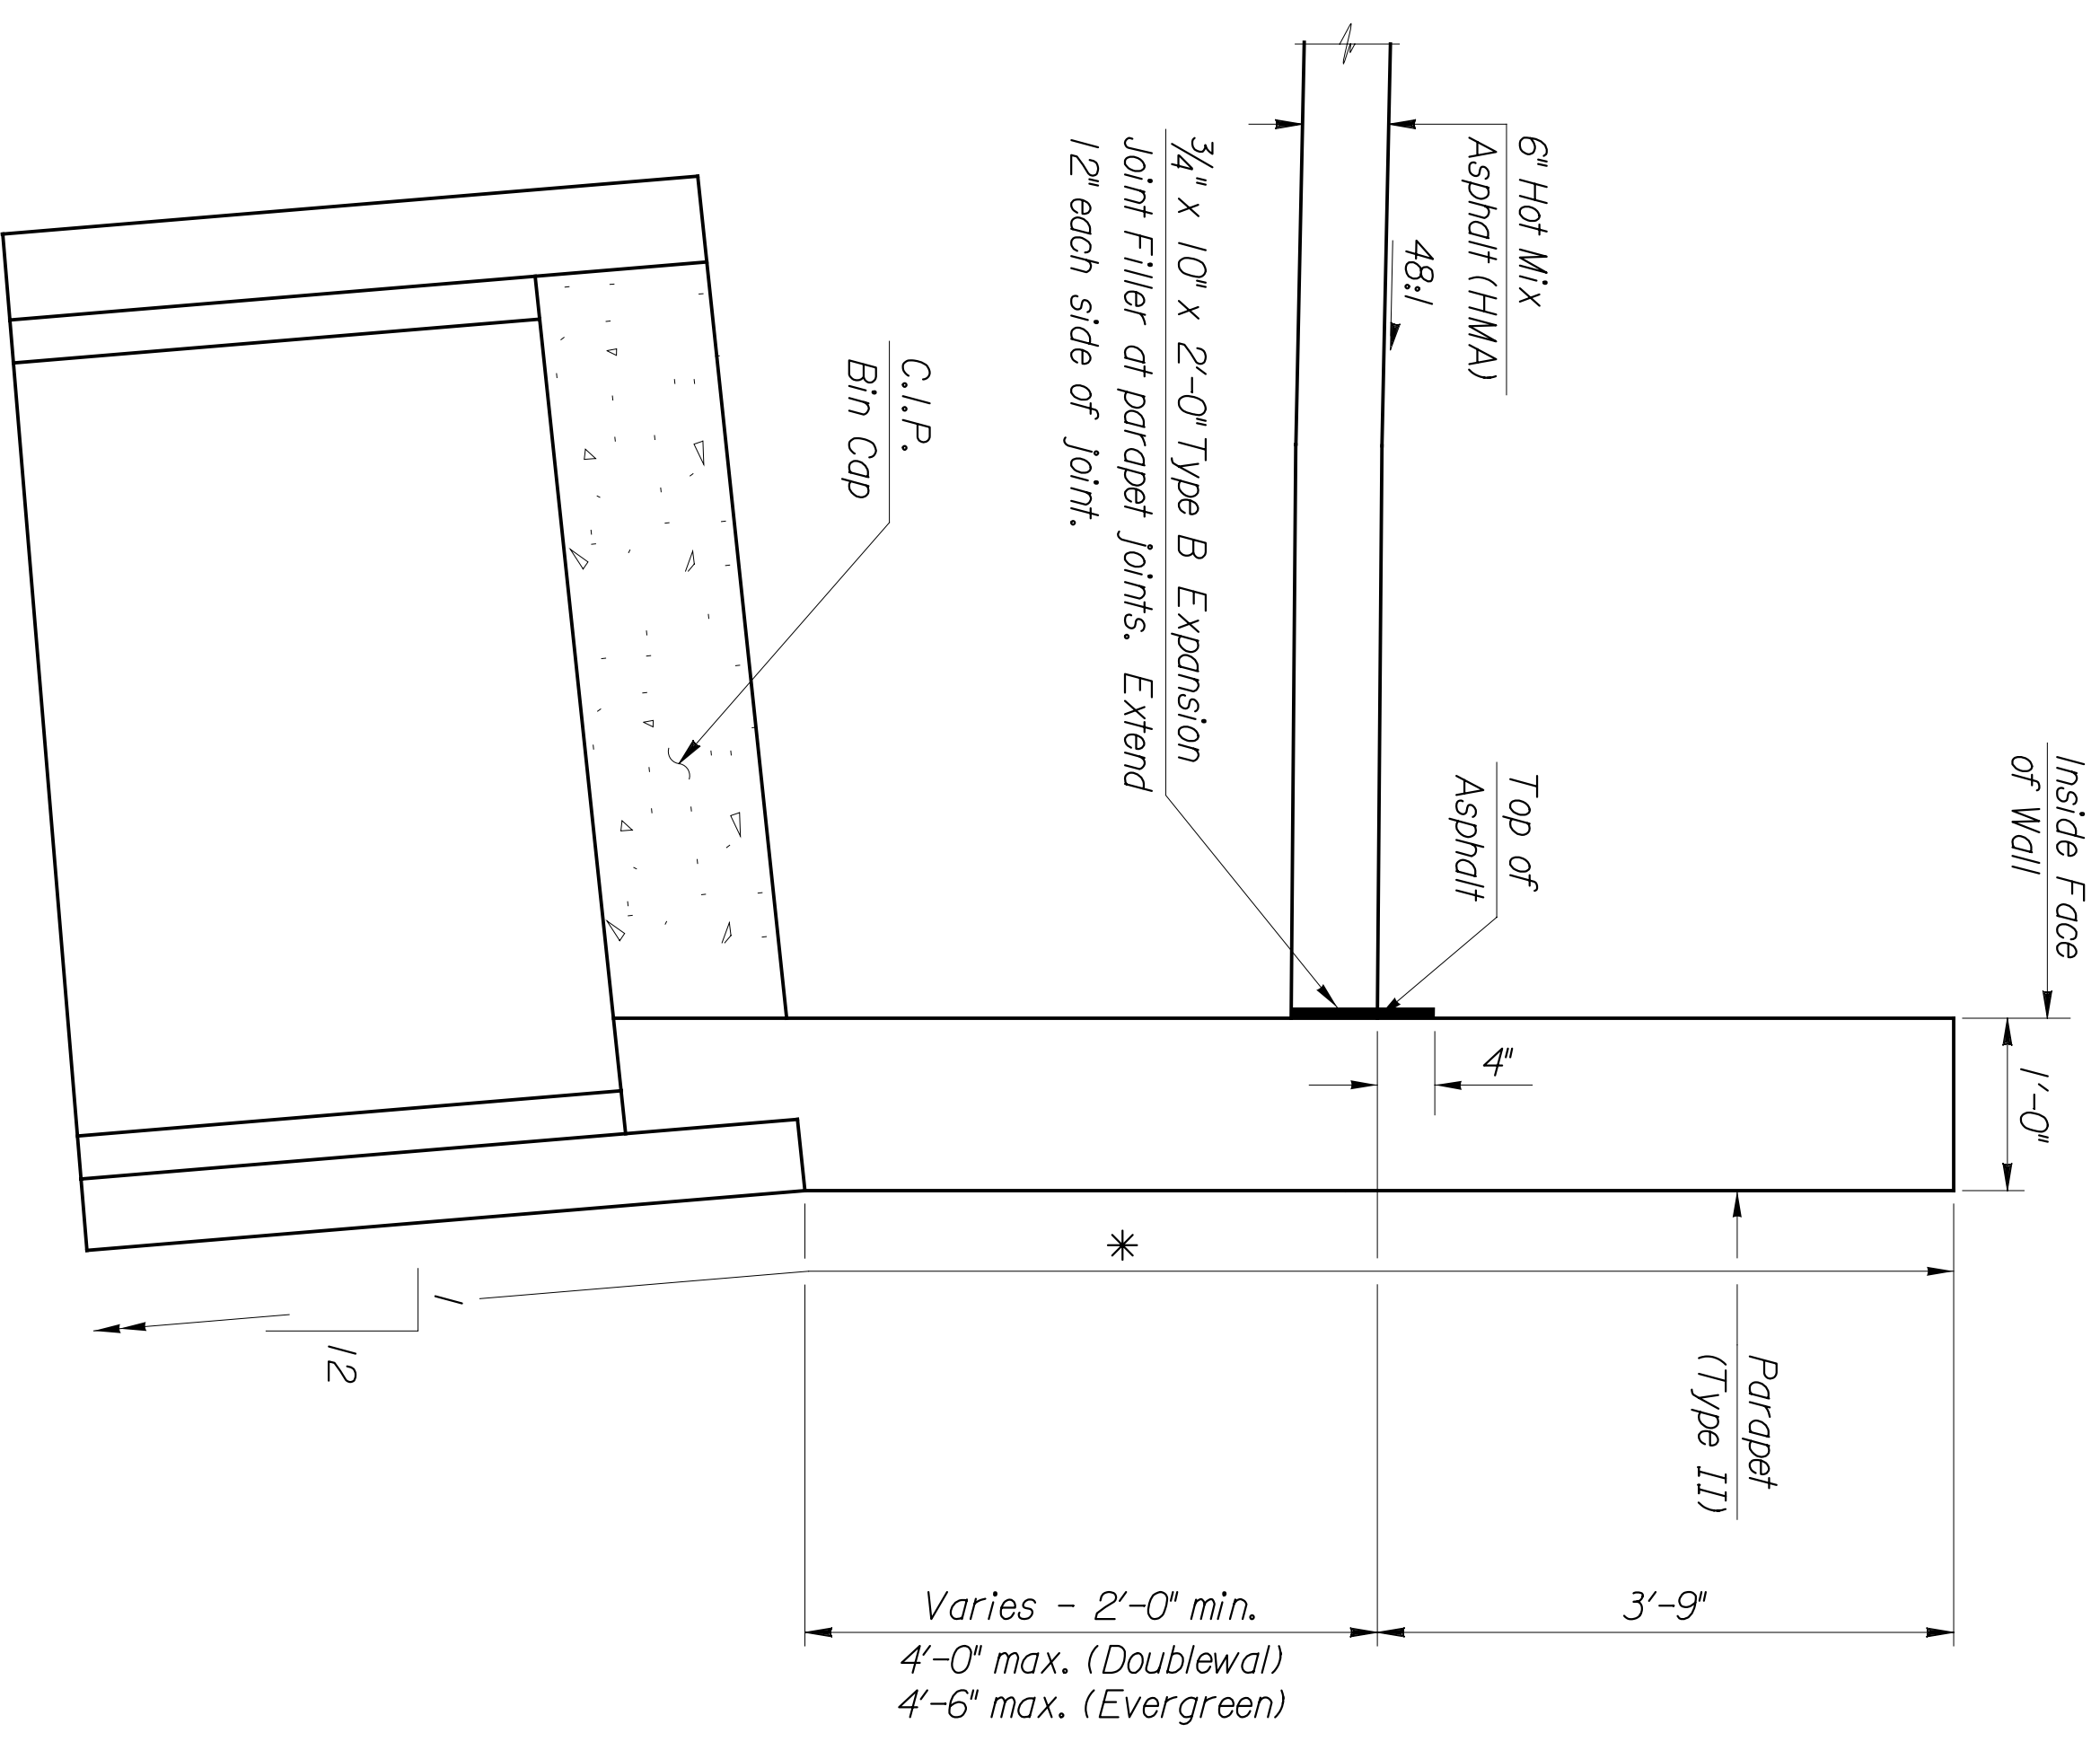 Inside Face
of Wall
1'-0"
6" Hot Mix
Asphalt (HMA)
48:1
Top of
Asphalt
4"
Parapet
(Type II)
3'-9"
3/4" x 10" x 2'-0" Type B Expansion
Joint Filler at parapet joints. Extend
12" each side of joint.
C.I.P.
Bin Cap
*
Varies - 2'-0" min.
4'-0" max. (Doublewal)
4'-6" max. (Evergreen)
1
12